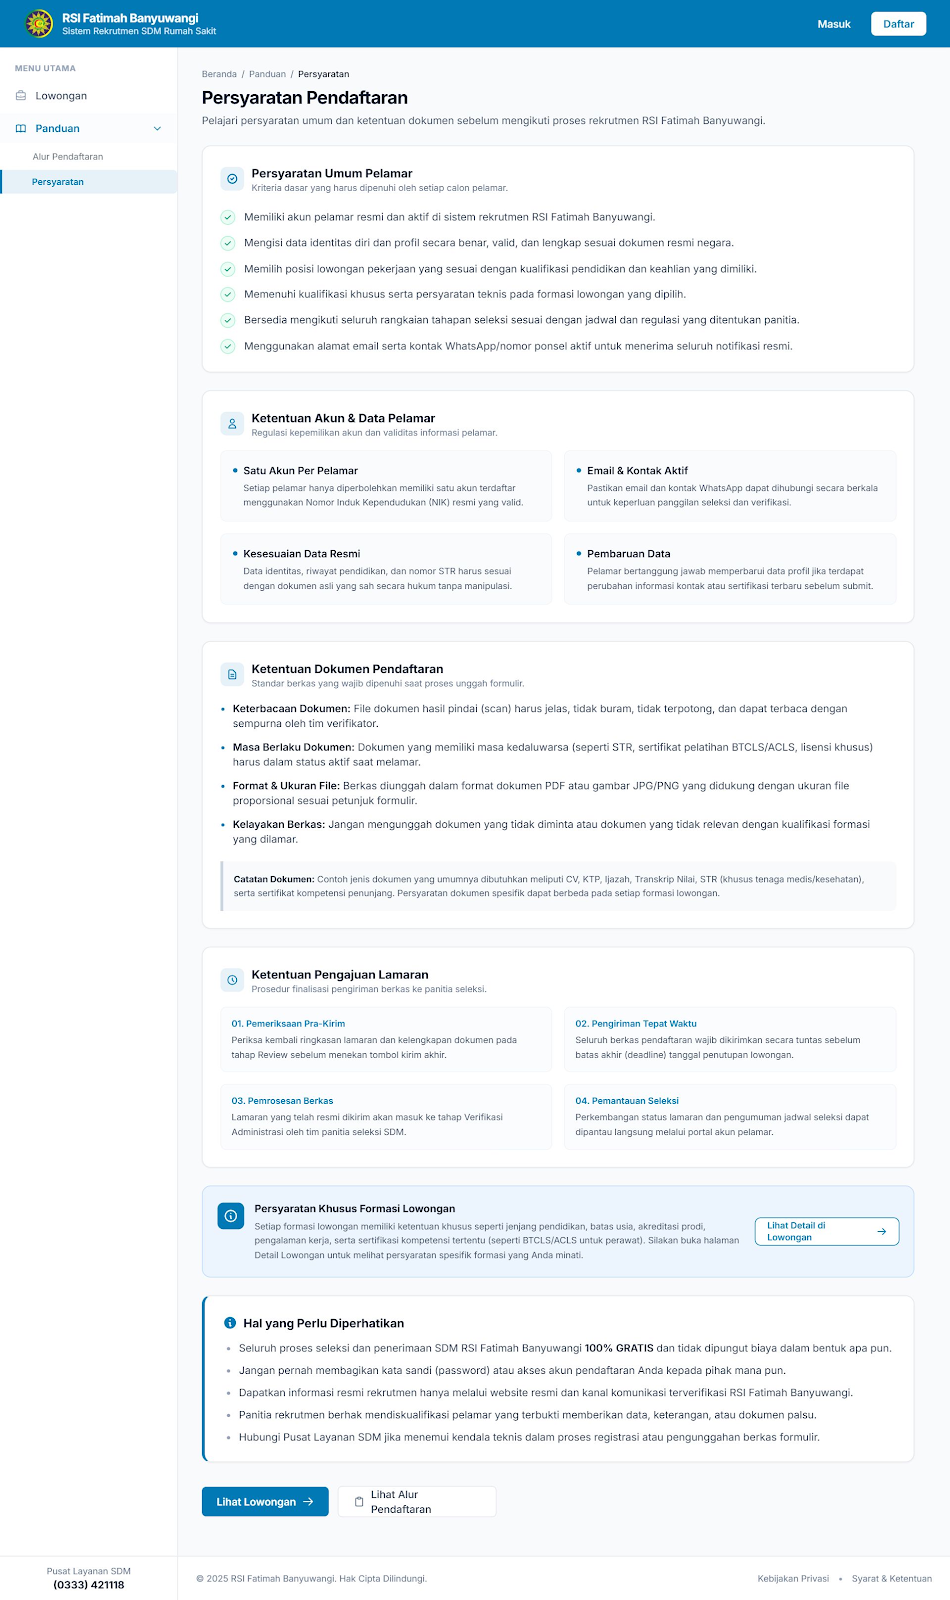 RSI Fatimah Banyuwangi
Sistem Rekrutmen SDM Rumah Sakit
Masuk
Daftar
MENU UTAMA
Lowongan
Panduan
Alur Pendaftaran
Persyaratan
Beranda / Panduan / Persyaratan
Persyaratan Pendaftaran
Pelajari persyaratan umum dan ketentuan dokumen sebelum mengikuti proses rekrutmen RSI Fatimah Banyuwangi.
Persyaratan Umum Pelamar
Kriteria dasar yang harus dipenuhi oleh setiap calon pelamar.
Memiliki akun pelamar resmi dan aktif di sistem rekrutmen RSI Fatimah Banyuwangi.
Mengisi data identitas diri dan profil secara benar, valid, dan lengkap sesuai dokumen resmi negara.
Memilih posisi lowongan pekerjaan yang sesuai dengan kualifikasi pendidikan dan keahlian yang dimiliki.
Memenuhi kualifikasi khusus serta persyaratan teknis pada formasi lowongan yang dipilih.
Bersedia mengikuti seluruh rangkaian tahapan seleksi sesuai dengan jadwal dan regulasi yang ditentukan panitia.
Menggunakan alamat email serta kontak WhatsApp/nomor ponsel aktif untuk menerima seluruh notifikasi resmi.
Ketentuan Akun & Data Pelamar
Regulasi kepemilikan akun dan validitas informasi pelamar.
• Satu Akun Per Pelamar
Setiap pelamar hanya diperbolehkan memiliki satu akun terdaftar
menggunakan Nomor Induk Kependudukan (NIK) resmi yang valid.
• Email & Kontak Aktif
Pastikan email dan kontak WhatsApp dapat dihubungi secara berkala
untuk keperluan panggilan seleksi dan verifikasi.
• Kesesuaian Data Resmi
Data identitas, riwayat pendidikan, dan nomor STR harus sesuai
dengan dokumen asli yang sah secara hukum tanpa manipulasi.
• Pembaruan Data
Pelamar bertanggung jawab memperbarui data profil jika terdapat
perubahan informasi kontak atau sertifikasi terbaru sebelum submit.
Ketentuan Dokumen Pendaftaran
Standar berkas yang wajib dipenuhi saat proses unggah formulir.
• Keterbacaan Dokumen: File dokumen hasil pindai (scan) harus jelas, tidak buram, tidak terpotong, dan dapat terbaca dengan
sempurna oleh tim verifikator.
• Masa Berlaku Dokumen: Dokumen yang memiliki masa kedaluwarsa (seperti STR, sertifikat pelatihan BTCLS/ACLS, lisensi khusus)
harus dalam status aktif saat melamar.
• Format & Ukuran File: Berkas diunggah dalam format dokumen PDF atau gambar JPG/PNG yang didukung dengan ukuran file
proporsional sesuai petunjuk formulir.
• Kelayakan Berkas: Jangan mengunggah dokumen yang tidak diminta atau dokumen yang tidak relevan dengan kualifikasi formasi
yang dilamar.
Catatan Dokumen: Contoh jenis dokumen yang umumnya dibutuhkan meliputi CV, KTP, Ijazah, Transkrip Nilai, STR (khusus tenaga medis/kesehatan),
serta sertifikat kompetensi penunjang. Persyaratan dokumen spesifik dapat berbeda pada setiap formasi lowongan.
Ketentuan Pengajuan Lamaran
Prosedur finalisasi pengiriman berkas ke panitia seleksi.
01. Pemeriksaan Pra-Kirim
Periksa kembali ringkasan lamaran dan kelengkapan dokumen pada
tahap Review sebelum menekan tombol kirim akhir.
02. Pengiriman Tepat Waktu
Seluruh berkas pendaftaran wajib dikirimkan secara tuntas sebelum
batas akhir (deadline) tanggal penutupan lowongan.
03. Pemrosesan Berkas
Lamaran yang telah resmi dikirim akan masuk ke tahap Verifikasi
Administrasi oleh tim panitia seleksi SDM.
04. Pemantauan Seleksi
Perkembangan status lamaran dan pengumuman jadwal seleksi dapat
dipantau langsung melalui portal akun pelamar.
Persyaratan Khusus Formasi Lowongan
Setiap formasi lowongan memiliki ketentuan khusus seperti jenjang pendidikan, batas usia, akreditasi prodi,
pengalaman kerja, serta sertifikasi kompetensi tertentu (seperti BTCLS/ACLS untuk perawat). Silakan buka halaman
Detail Lowongan untuk melihat persyaratan spesifik formasi yang Anda minati.
Lihat Detail di
Lowongan
Hal yang Perlu Diperhatikan
• Seluruh proses seleksi dan penerimaan SDM RSI Fatimah Banyuwangi 100% GRATIS dan tidak dipungut biaya dalam bentuk apa pun.
• Jangan pernah membagikan kata sandi (password) atau akses akun pendaftaran Anda kepada pihak mana pun.
• Dapatkan informasi resmi rekrutmen hanya melalui website resmi dan kanal komunikasi terverifikasi RSI Fatimah Banyuwangi.
• Panitia rekrutmen berhak mendiskualifikasi pelamar yang terbukti memberikan data, keterangan, atau dokumen palsu.
• Hubungi Pusat Layanan SDM jika menemui kendala teknis dalam proses registrasi atau pengunggahan berkas formulir.
Lihat Lowongan →
Lihat Alur
Pendaftaran
Pusat Layanan SDM
(0333) 421118
© 2025 RSI Fatimah Banyuwangi. Hak Cipta Dilindungi.
Kebijakan Privasi • Syarat & Ketentuan